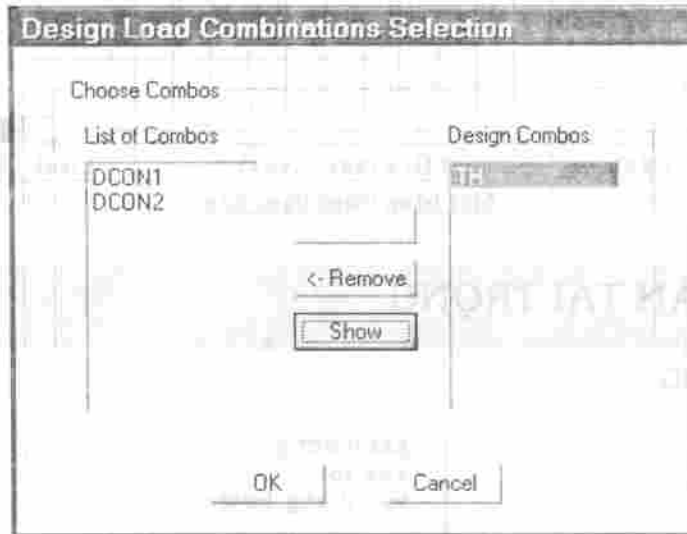 Design Load Combinations Selection
Choose Combos
List of Combos
Design Combos
DCON1
DCON2
<- Remove
Show
OK
Cancel